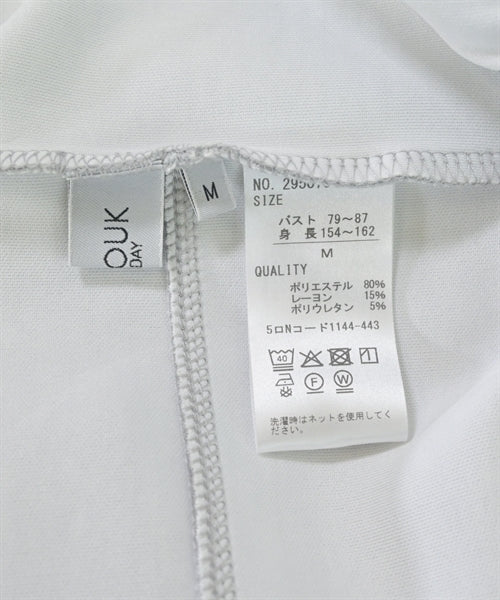 OUK
DAY
M
NO. 29507
SIZE
バスト 79～87
身 長 154～162
M
QUALITY
ポリエステル 80%
レーヨン 15%
ポリウレタン 5%
5ロNコード1144-443
40
F W
洗濯時はネットを使用してく
ださい。